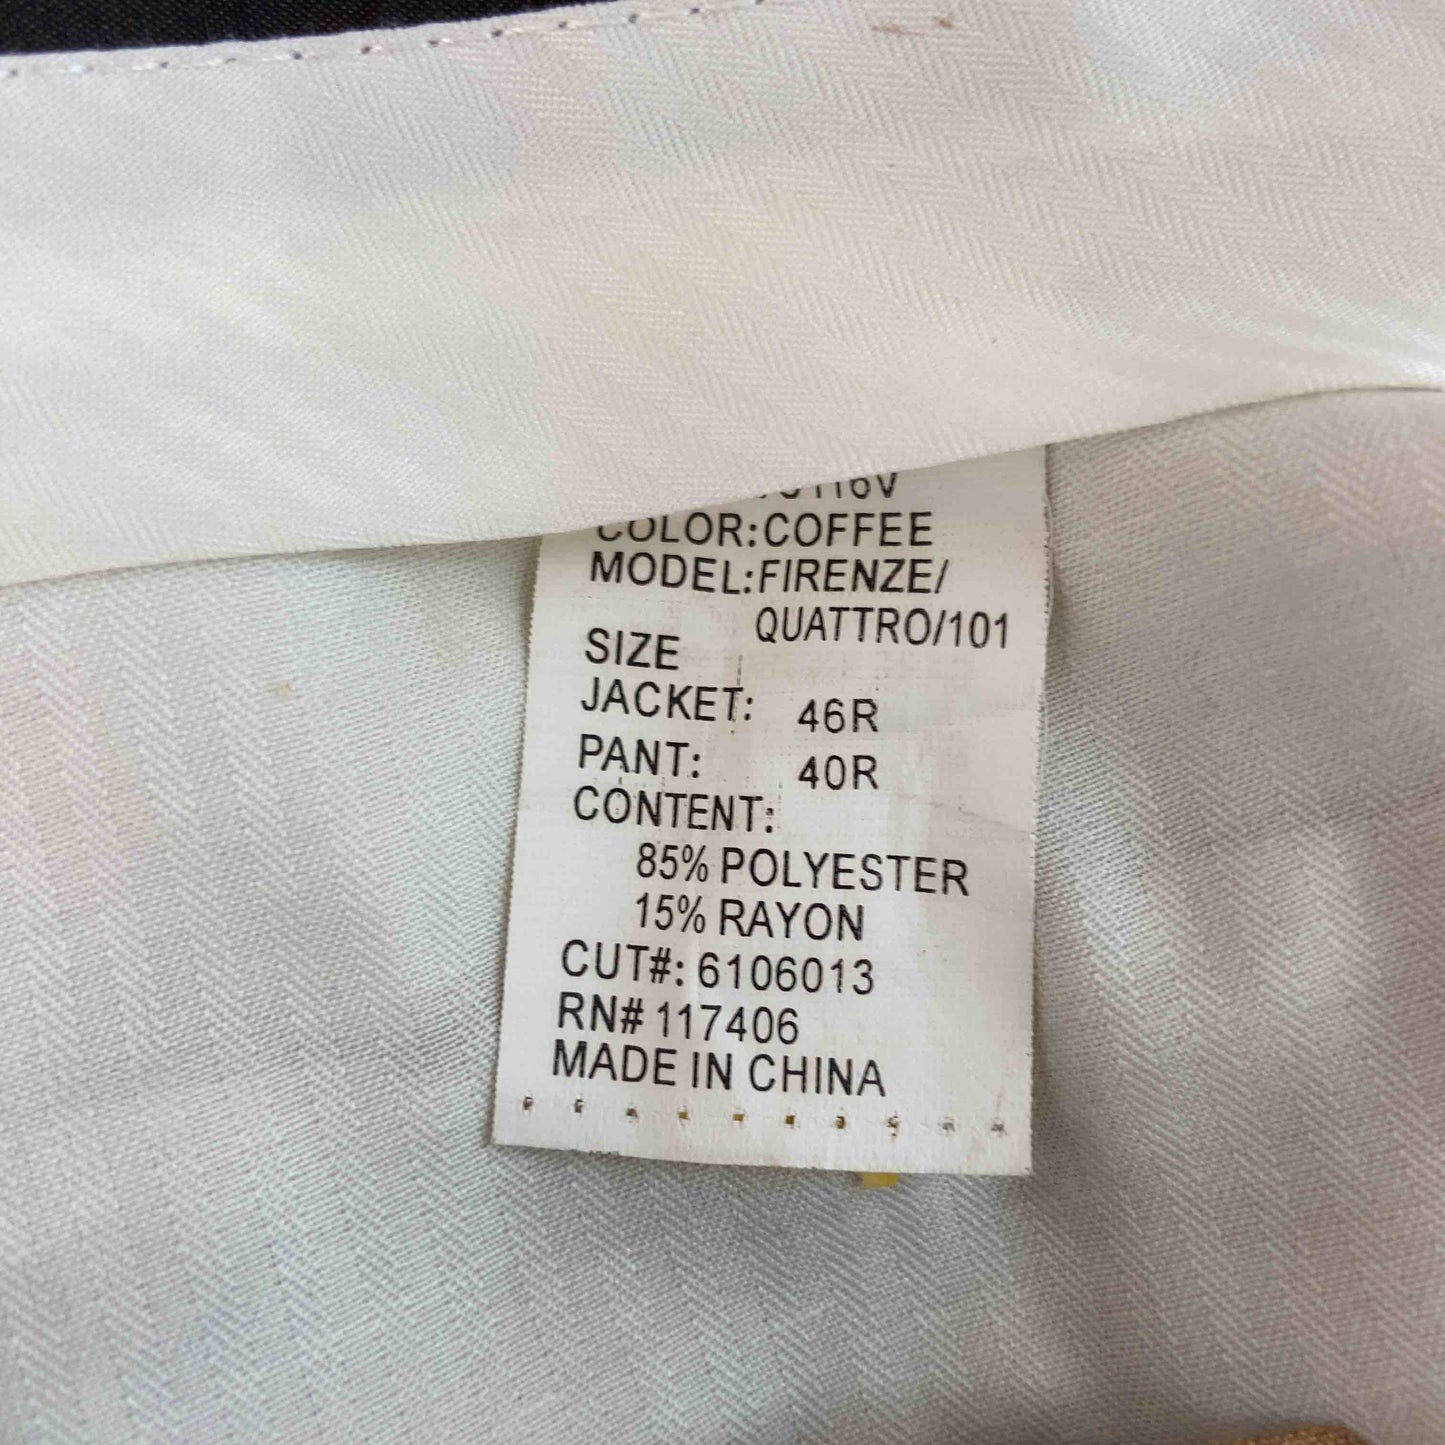 COLOR:COFFEE
MODEL:FIRENZE/
QUATTRO/101
SIZE
JACKET: 46R
PANT: 40R
CONTENT:
85% POLYESTER
15% RAYON
CUT#: 6106013
RN# 117406
MADE IN CHINA